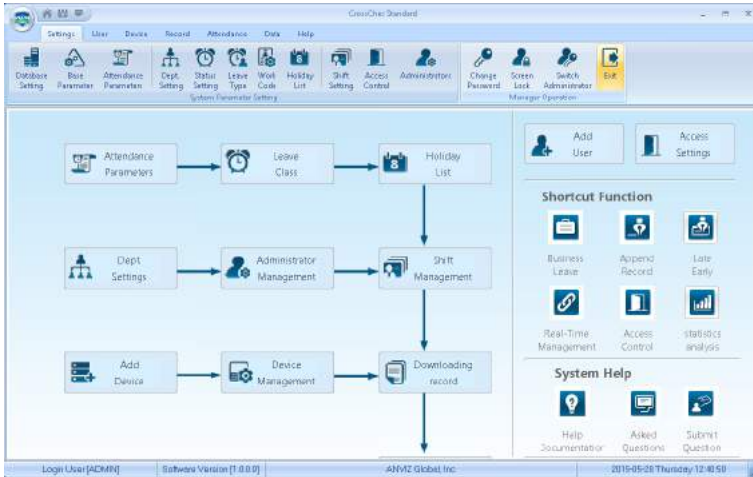 CrossChex Standard
Settings User Device Record Attendance Data Help
Database Setting
Base Parameter
Attendance Parameters
Dept. Setting
Status Setting
Leave Type
Work Code
Holiday List
Shift Setting
Access Control
Administrators
Change Password
Screen Lock
Switch Administrator
Exit
System Parameter Setting
Manager Operation
Attendance
Parameters
Leave
Class
Holiday
List
Add
User
Access
Settings
Shortcut Function
Dept
Settings
Administrator
Management
Shift
Management
Business
Leave
Append
Record
Late
Early
Real-Time
Management
Access
Control
statistics
analysis
Add
Device
Device
Management
Downloading
record
System Help
Help
Documentation
Asked
Questions
Submit
Question
Login User[ADMIN]
Software Version [1.0.0.0]
ANVIZ Global, Inc.
2015-05-28 Thursday 12:40:50